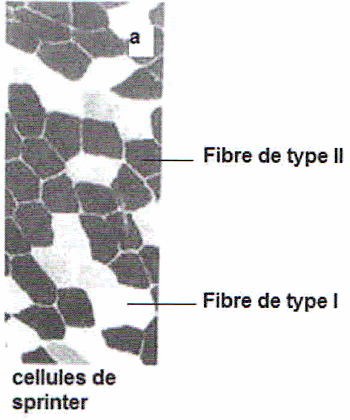 a
Fibre de type II
Fibre de type I
cellules de
sprinter